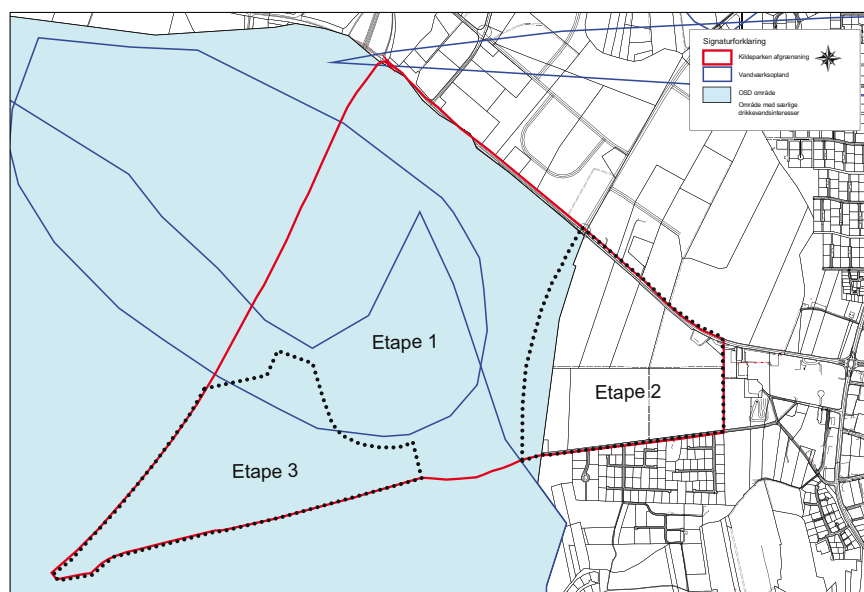 Signaturforklaring
Kildeparken afgrænsning
Vandværksopland
OSD område
Område med særlige
drikkevandsinteresser
Etape 1
Etape 2
Etape 3